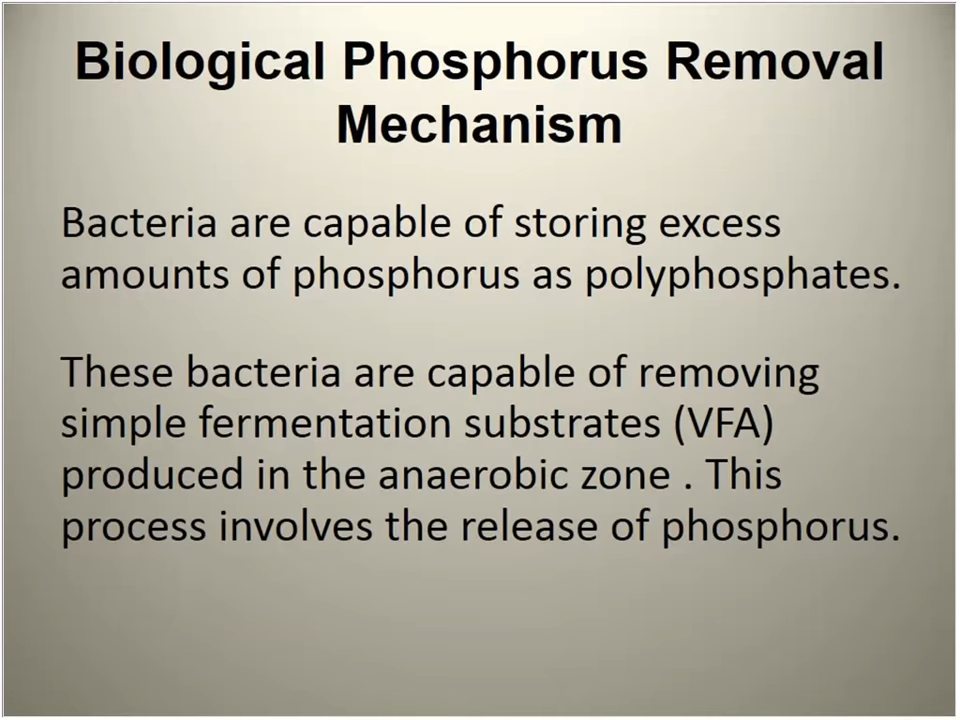 Biological Phosphorus Removal
Mechanism
Bacteria are capable of storing excess
amounts of phosphorus as polyphosphates.
These bacteria are capable of removing
simple fermentation substrates (VFA)
produced in the anaerobic zone . This
process involves the release of phosphorus.